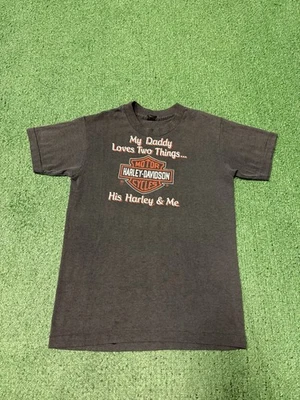 My Daddy
Loves Two Things...
MOTOR
HARLEY-DAVIDSON
CYCLES
His Harley & Me